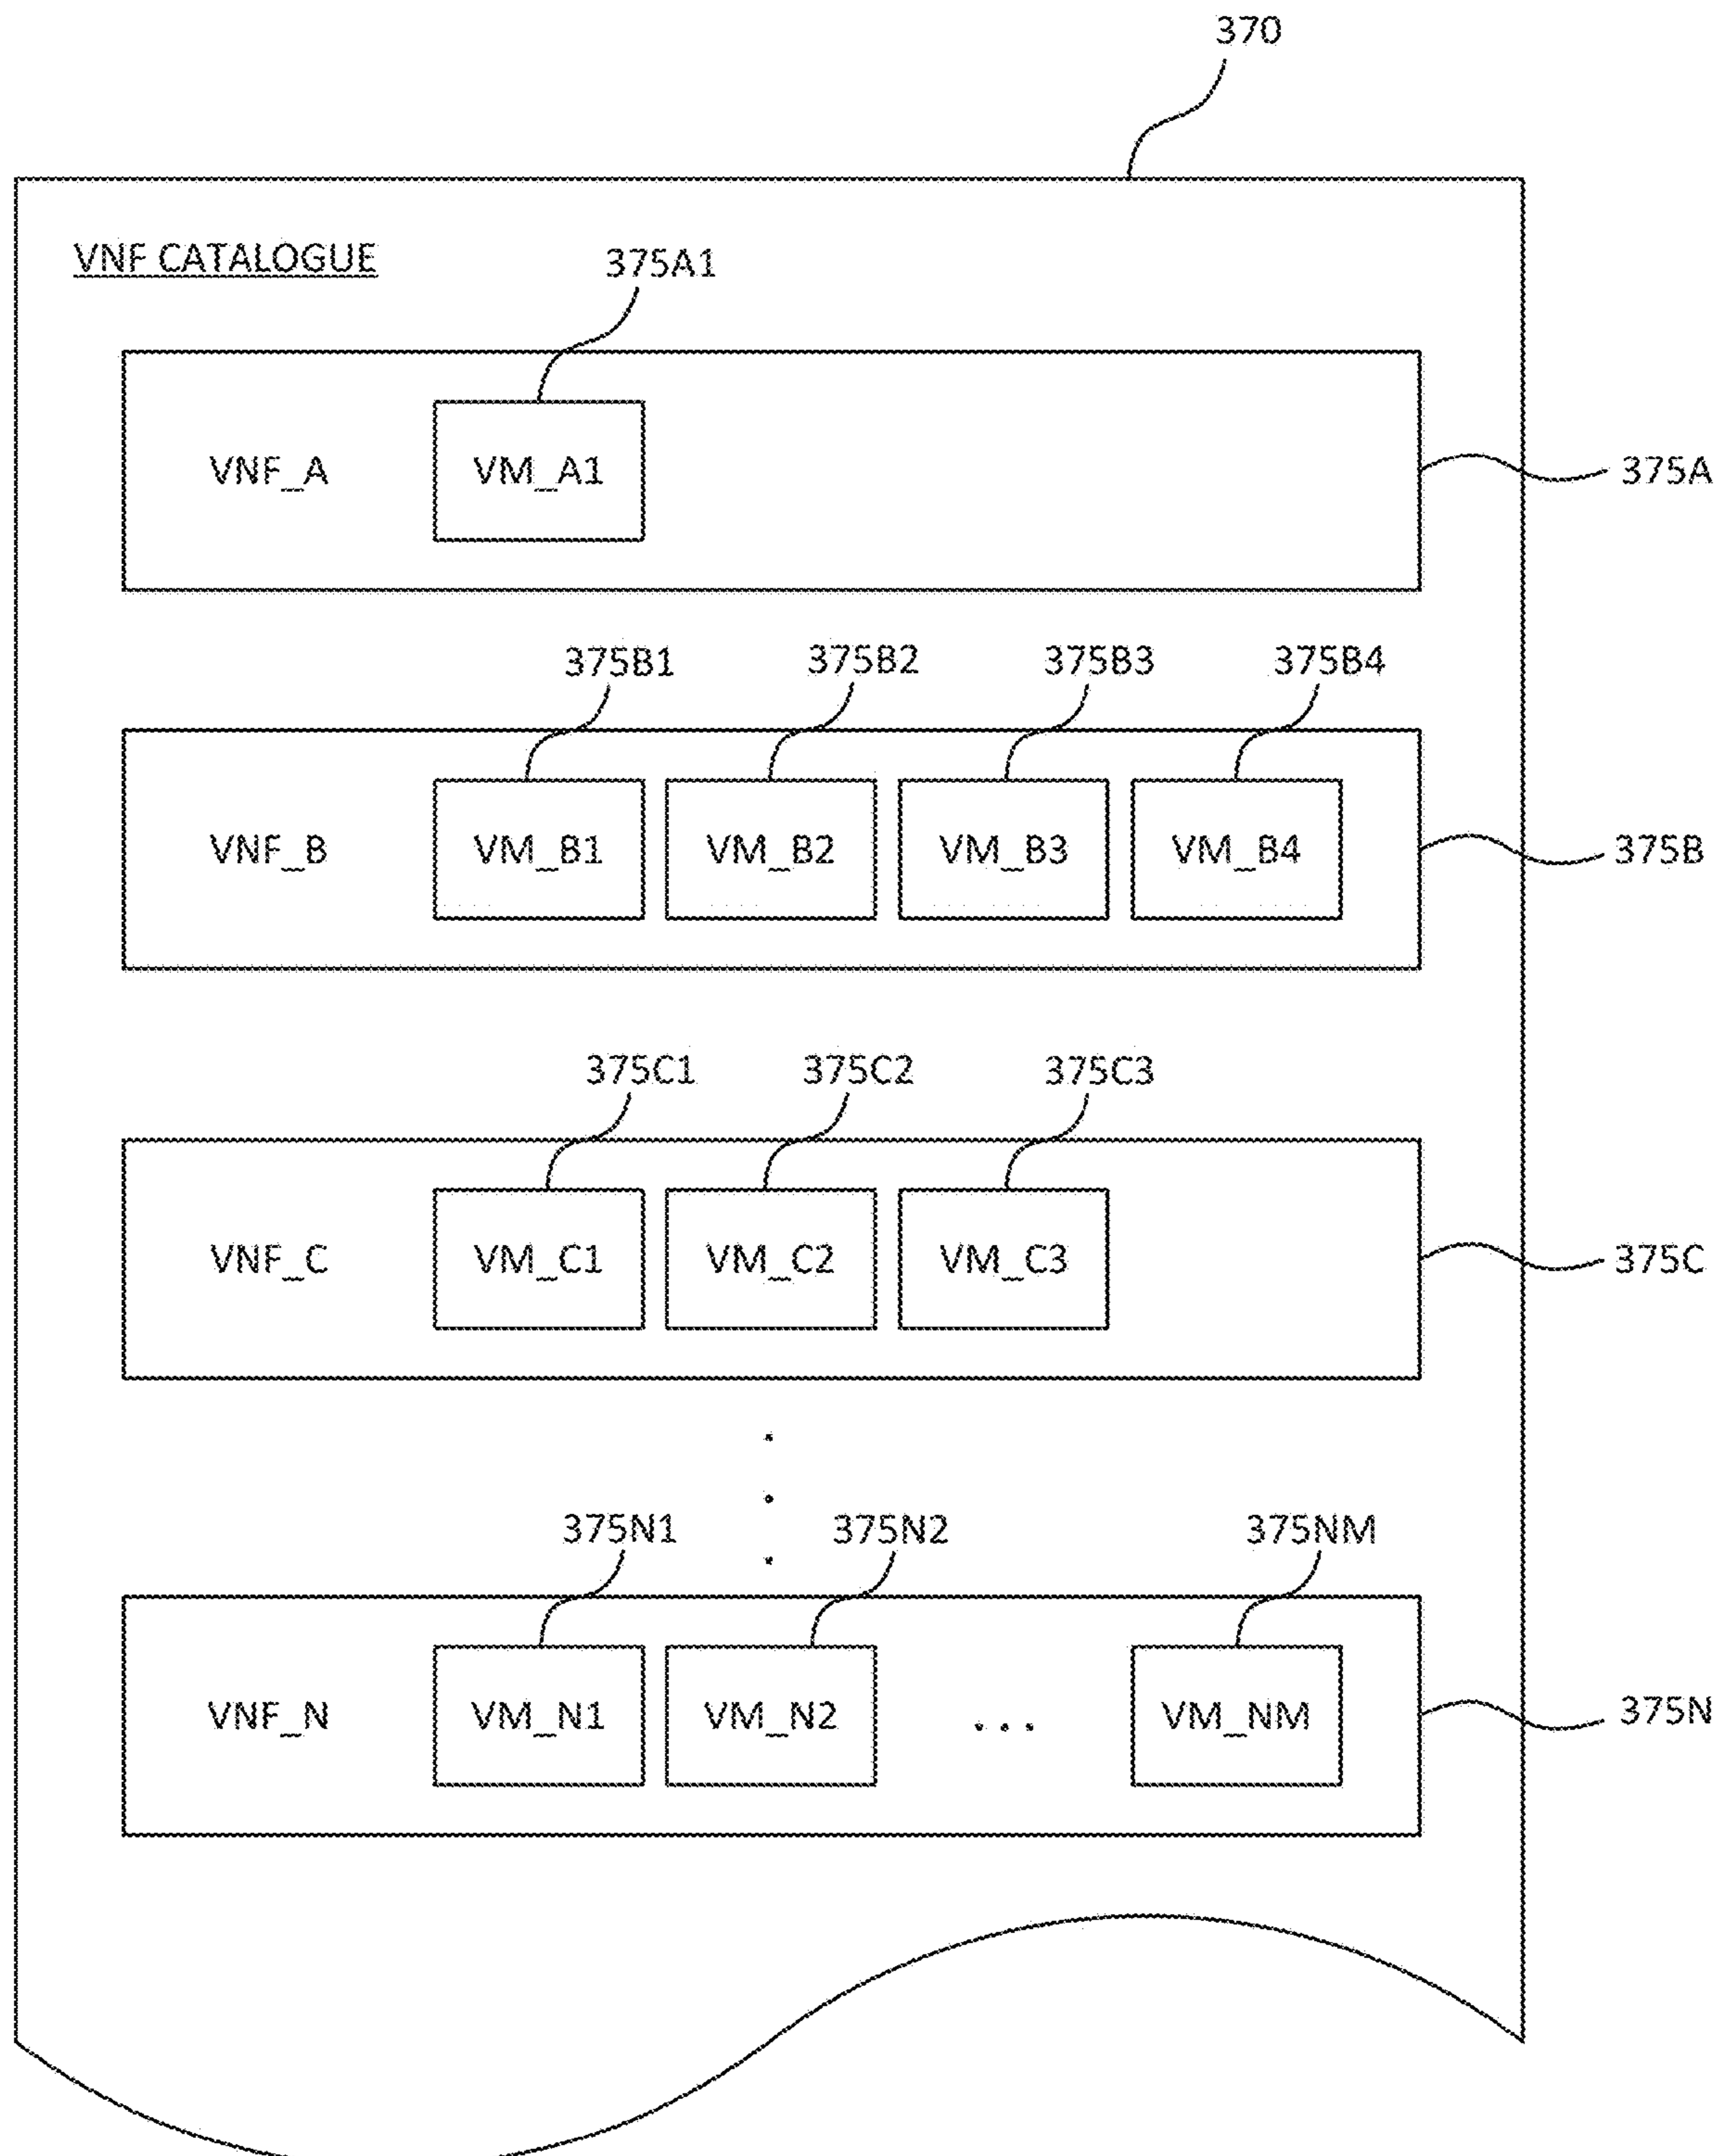 370
VNF CATALOGUE
375A1
VNF_A VM_A1
375A
375B1 375B2 375B3 375B4
VNF_B VM_B1 VM_B2 VM_B3 VM_B4
375B
375C1 375C2 375C3
VNF_C VM_C1 VM_C2 VM_C3
375C
375N1 375N2 375NM
VNF_N VM_N1 VM_N2 ... VM_NM
375N